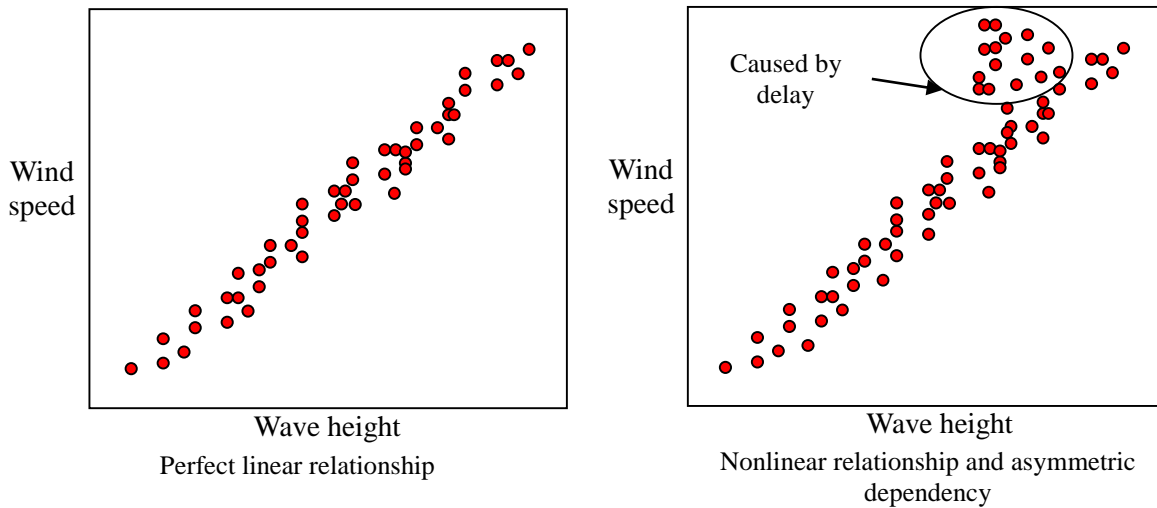 Wind
speed
Wave height
Perfect linear relationship
Caused by
delay
Wind
speed
Wave height
Nonlinear relationship and asymmetric
dependency